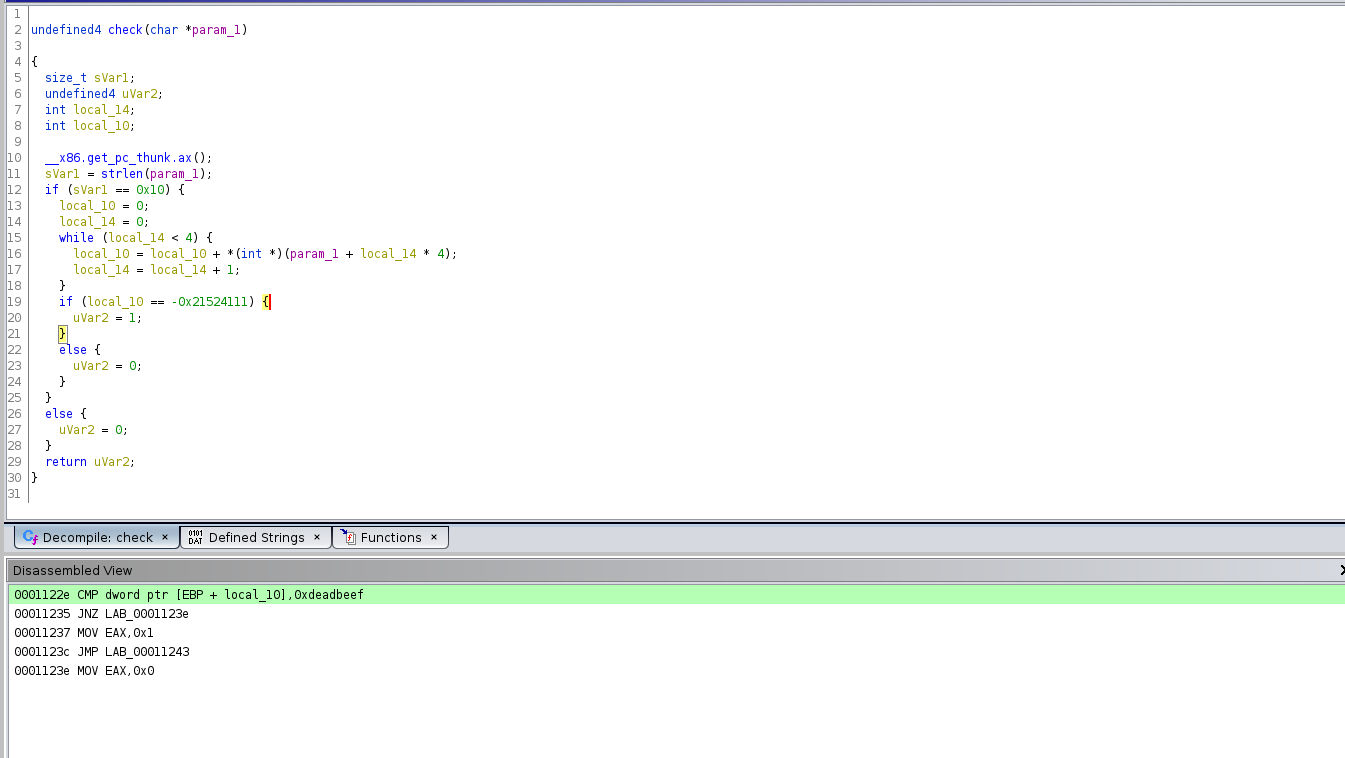 1
2 undefined4 check(char *param_1)
3
4 {
5 size_t sVar1;
6 undefined4 uVar2;
7 int local_14;
8 int local_10;
9
10 __x86.get_pc_thunk.ax();
11 sVar1 = strlen(param_1);
12 if (sVar1 == 0x10) {
13 local_10 = 0;
14 local_14 = 0;
15 while (local_14 < 4) {
16 local_10 = local_10 + *(int *)(param_1 + local_14 * 4);
17 local_14 = local_14 + 1;
18 }
19 if (local_10 == -0x21524111) {
20 uVar2 = 1;
21 }
22 else {
23 uVar2 = 0;
24 }
25 }
26 else {
27 uVar2 = 0;
28 }
29 return uVar2;
30 }
31
Decompile: check × Defined Strings × Functions ×
Disassembled View
0001122e CMP dword ptr [EBP + local_10],0xdeadbeef
00011235 JNZ LAB_0001123e
00011237 MOV EAX,0x1
0001123c JMP LAB_00011243
0001123e MOV EAX,0x0